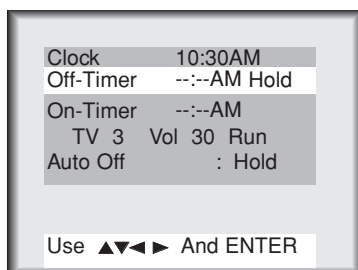 Clock 10:30AM
Off-Timer --:--AM Hold
On-Timer --:--AM
TV 3 Vol 30 Run
Auto Off : Hold
Use ▲▼◄ ► And ENTER